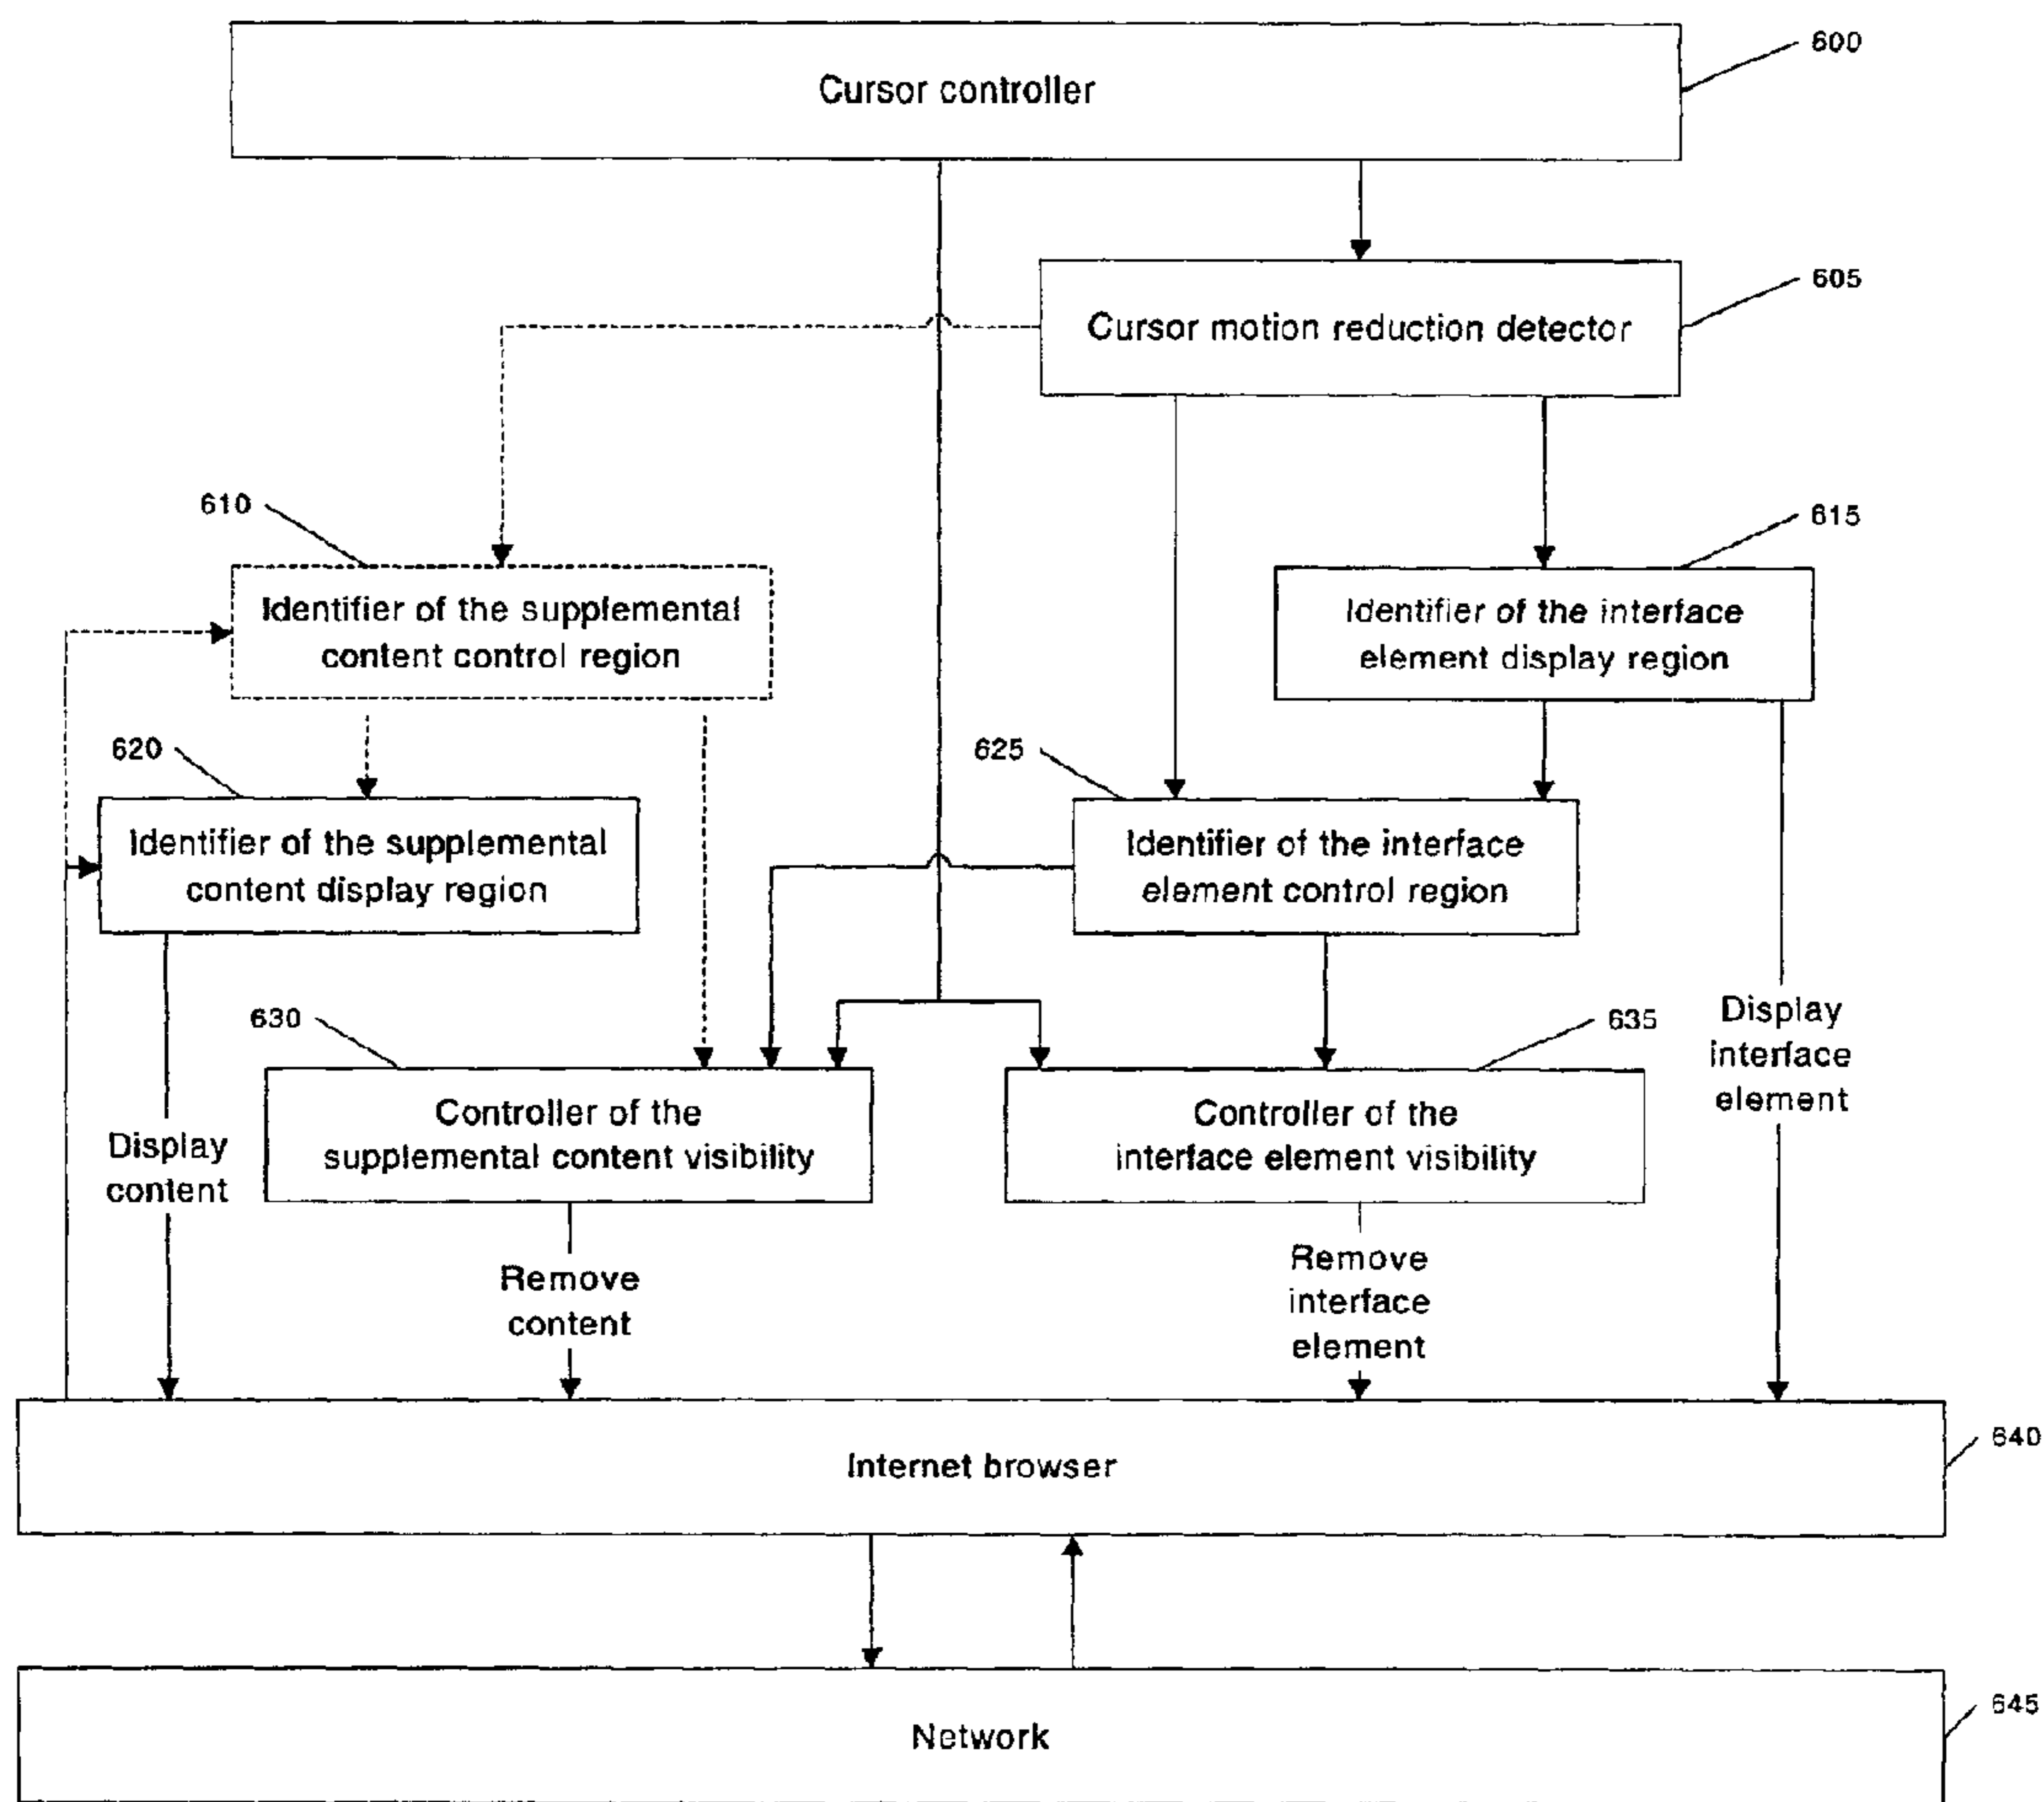 600
Cursor controller
605
Cursor motion reduction detector
610
615
Identifier of the supplemental
content control region
Identifier of the interface
element display region
620
625
Identifier of the supplemental
content display region
Identifier of the interface
element control region
630
635
Display
interface
element
Controller of the
supplemental content visibility
Controller of the
interface element visibility
Display
content
Remove
content
Remove
interface
element
640
Internet browser
645
Network